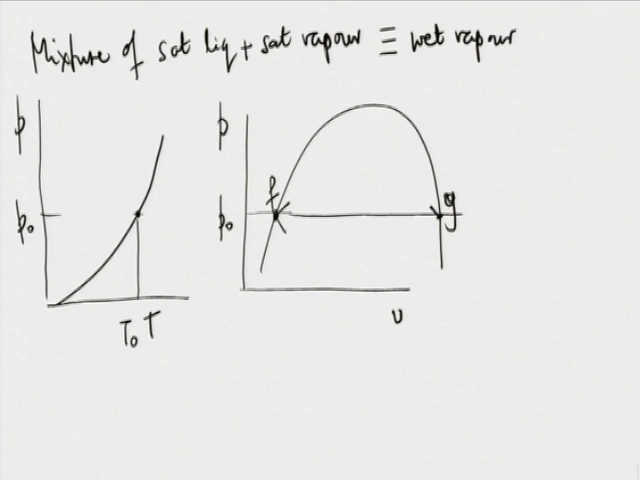 Mixture of sat liq + sat vapour ≡ wet vapour
p
p
f
g
p₀
p₀
T₀ T
υ